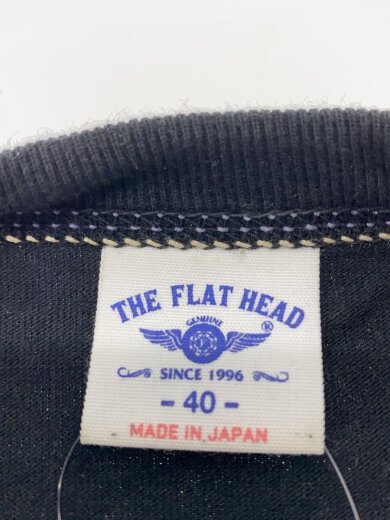 THE FLAT HEAD
GENUINE
®
SINCE 1996
- 40 -
MADE IN JAPAN